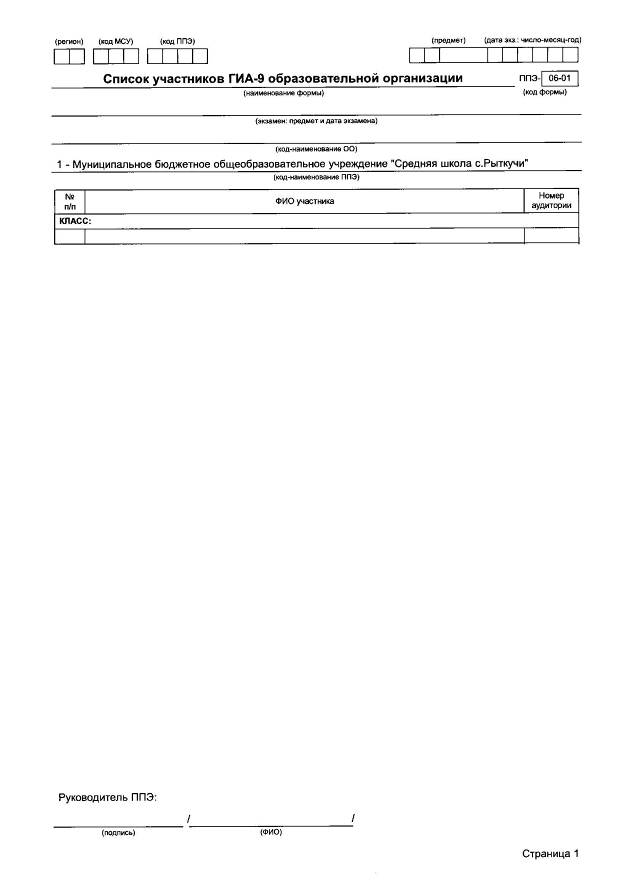 (регион) (код МСУ) (код ППЭ) (предмет) (дата экз.: число-месяц-год)
Список участников ГИА-9 образовательной организации ППЭ- 06-01
(наименование формы) (код формы)
(экзамен: предмет и дата экзамена)
(код-наименование ОО)
1 - Муниципальное бюджетное общеобразовательное учреждение "Средняя школа с.Рыткучи"
(код-наименование ППЭ)
№ п/п ФИО участника Номер аудитории
КЛАСС:
Руководитель ППЭ:
/ /
(подпись) (ФИО)
Страница 1